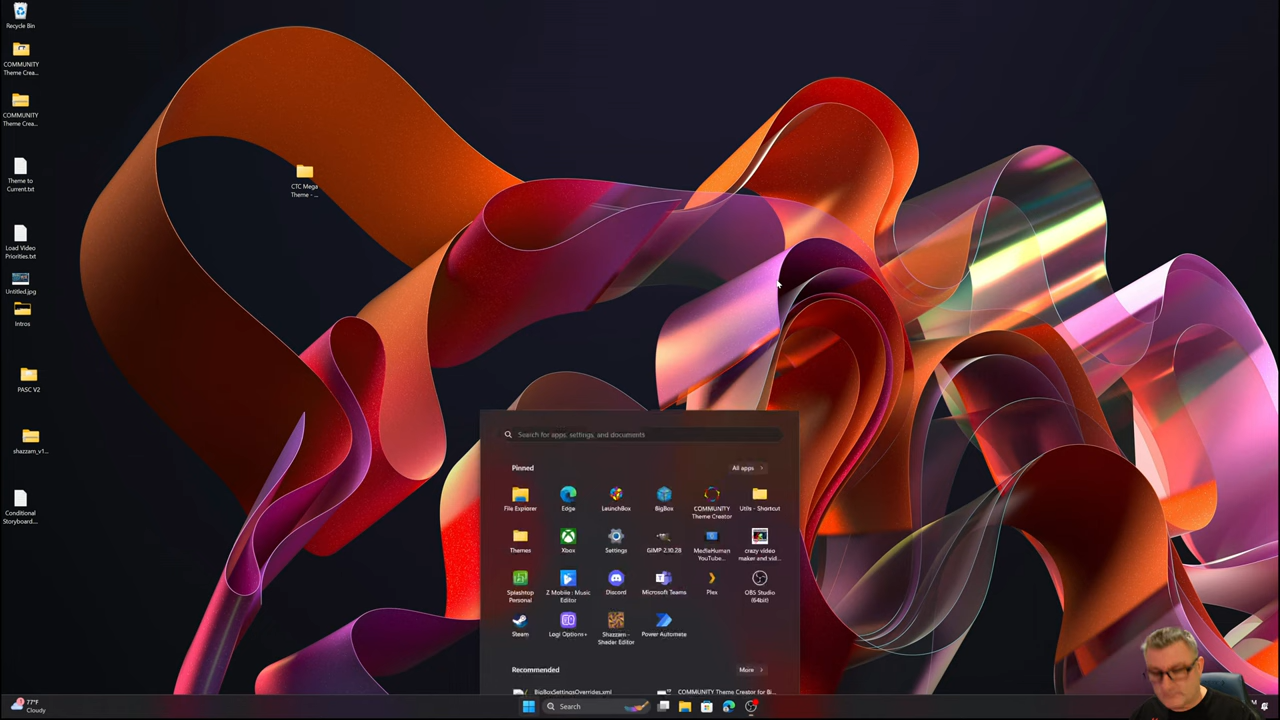 Recycle Bin
COMMUNITY
Theme Crea...
COMMUNITY
Theme Crea...
Theme to
Current.txt
Load Video
Priorities.txt
Untitled.jpg
Intros
PASC V2
shazzam_v1...
Conditional
Storyboard...
CTC Mega
Theme - ...
Search for apps, settings, and documents
Pinned
All apps
File Explorer
Edge
LaunchBox
BigBox
COMMUNITY
Theme Creator
Utils - Shortcut
Themes
Xbox
Settings
GIMP 2.10.28
MediaHuman
YouTube...
crazy video
maker and vid...
Splashtop
Personal
Z Mobile : Music
Editor
Discord
Microsoft Teams
Plex
OBS Studio
(64bit)
Steam
Logi Options+
Shazzam -
Shader Editor
Power Automate
Recommended
More
BigBoxSettingsOverrides.xml
COMMUNITY Theme Creator for Bi...
77°F
Cloudy
Search